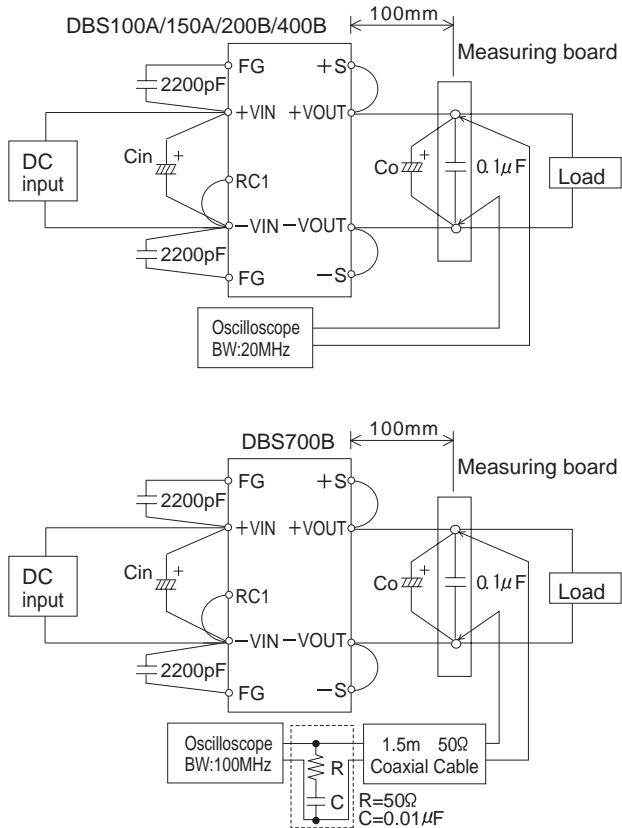 DBS100A/150A/200B/400B
100mm
Measuring board
FG
+S
2200pF
+VIN
+VOUT
DC
input
Cin
+
Co
+
0.1μF
Load
RC1
−VIN
−VOUT
2200pF
FG
−S
Oscilloscope
BW:20MHz
DBS700B
100mm
Measuring board
FG
+S
2200pF
+VIN
+VOUT
DC
input
Cin
+
Co
+
0.1μF
Load
RC1
−VIN
−VOUT
2200pF
FG
−S
Oscilloscope
BW:100MHz
R
C
1.5m 50Ω
Coaxial Cable
R=50Ω
C=0.01μF